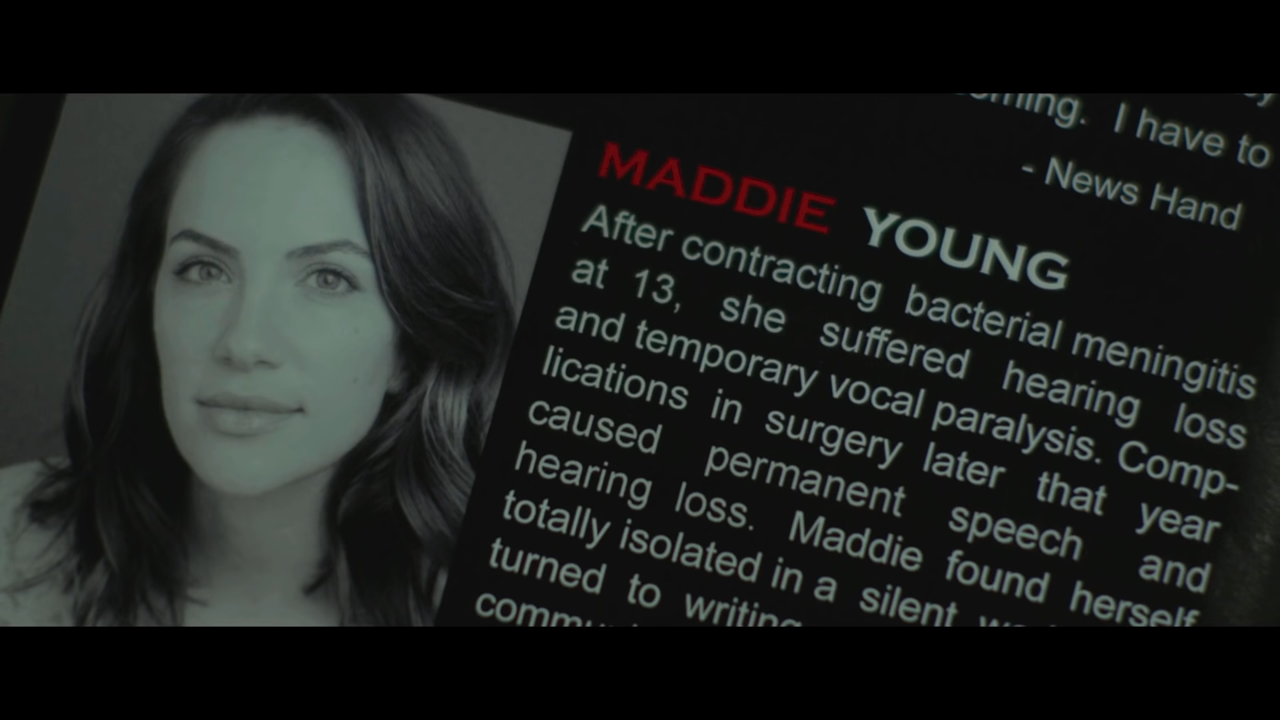 oming. I have to
- News Hand
MADDIE YOUNG
After contracting bacterial meningitis
at 13, she suffered hearing loss
and temporary vocal paralysis. Comp-
lications in surgery later that year
caused permanent speech and
hearing loss. Maddie found herself
totally isolated in a silent
turned to writing